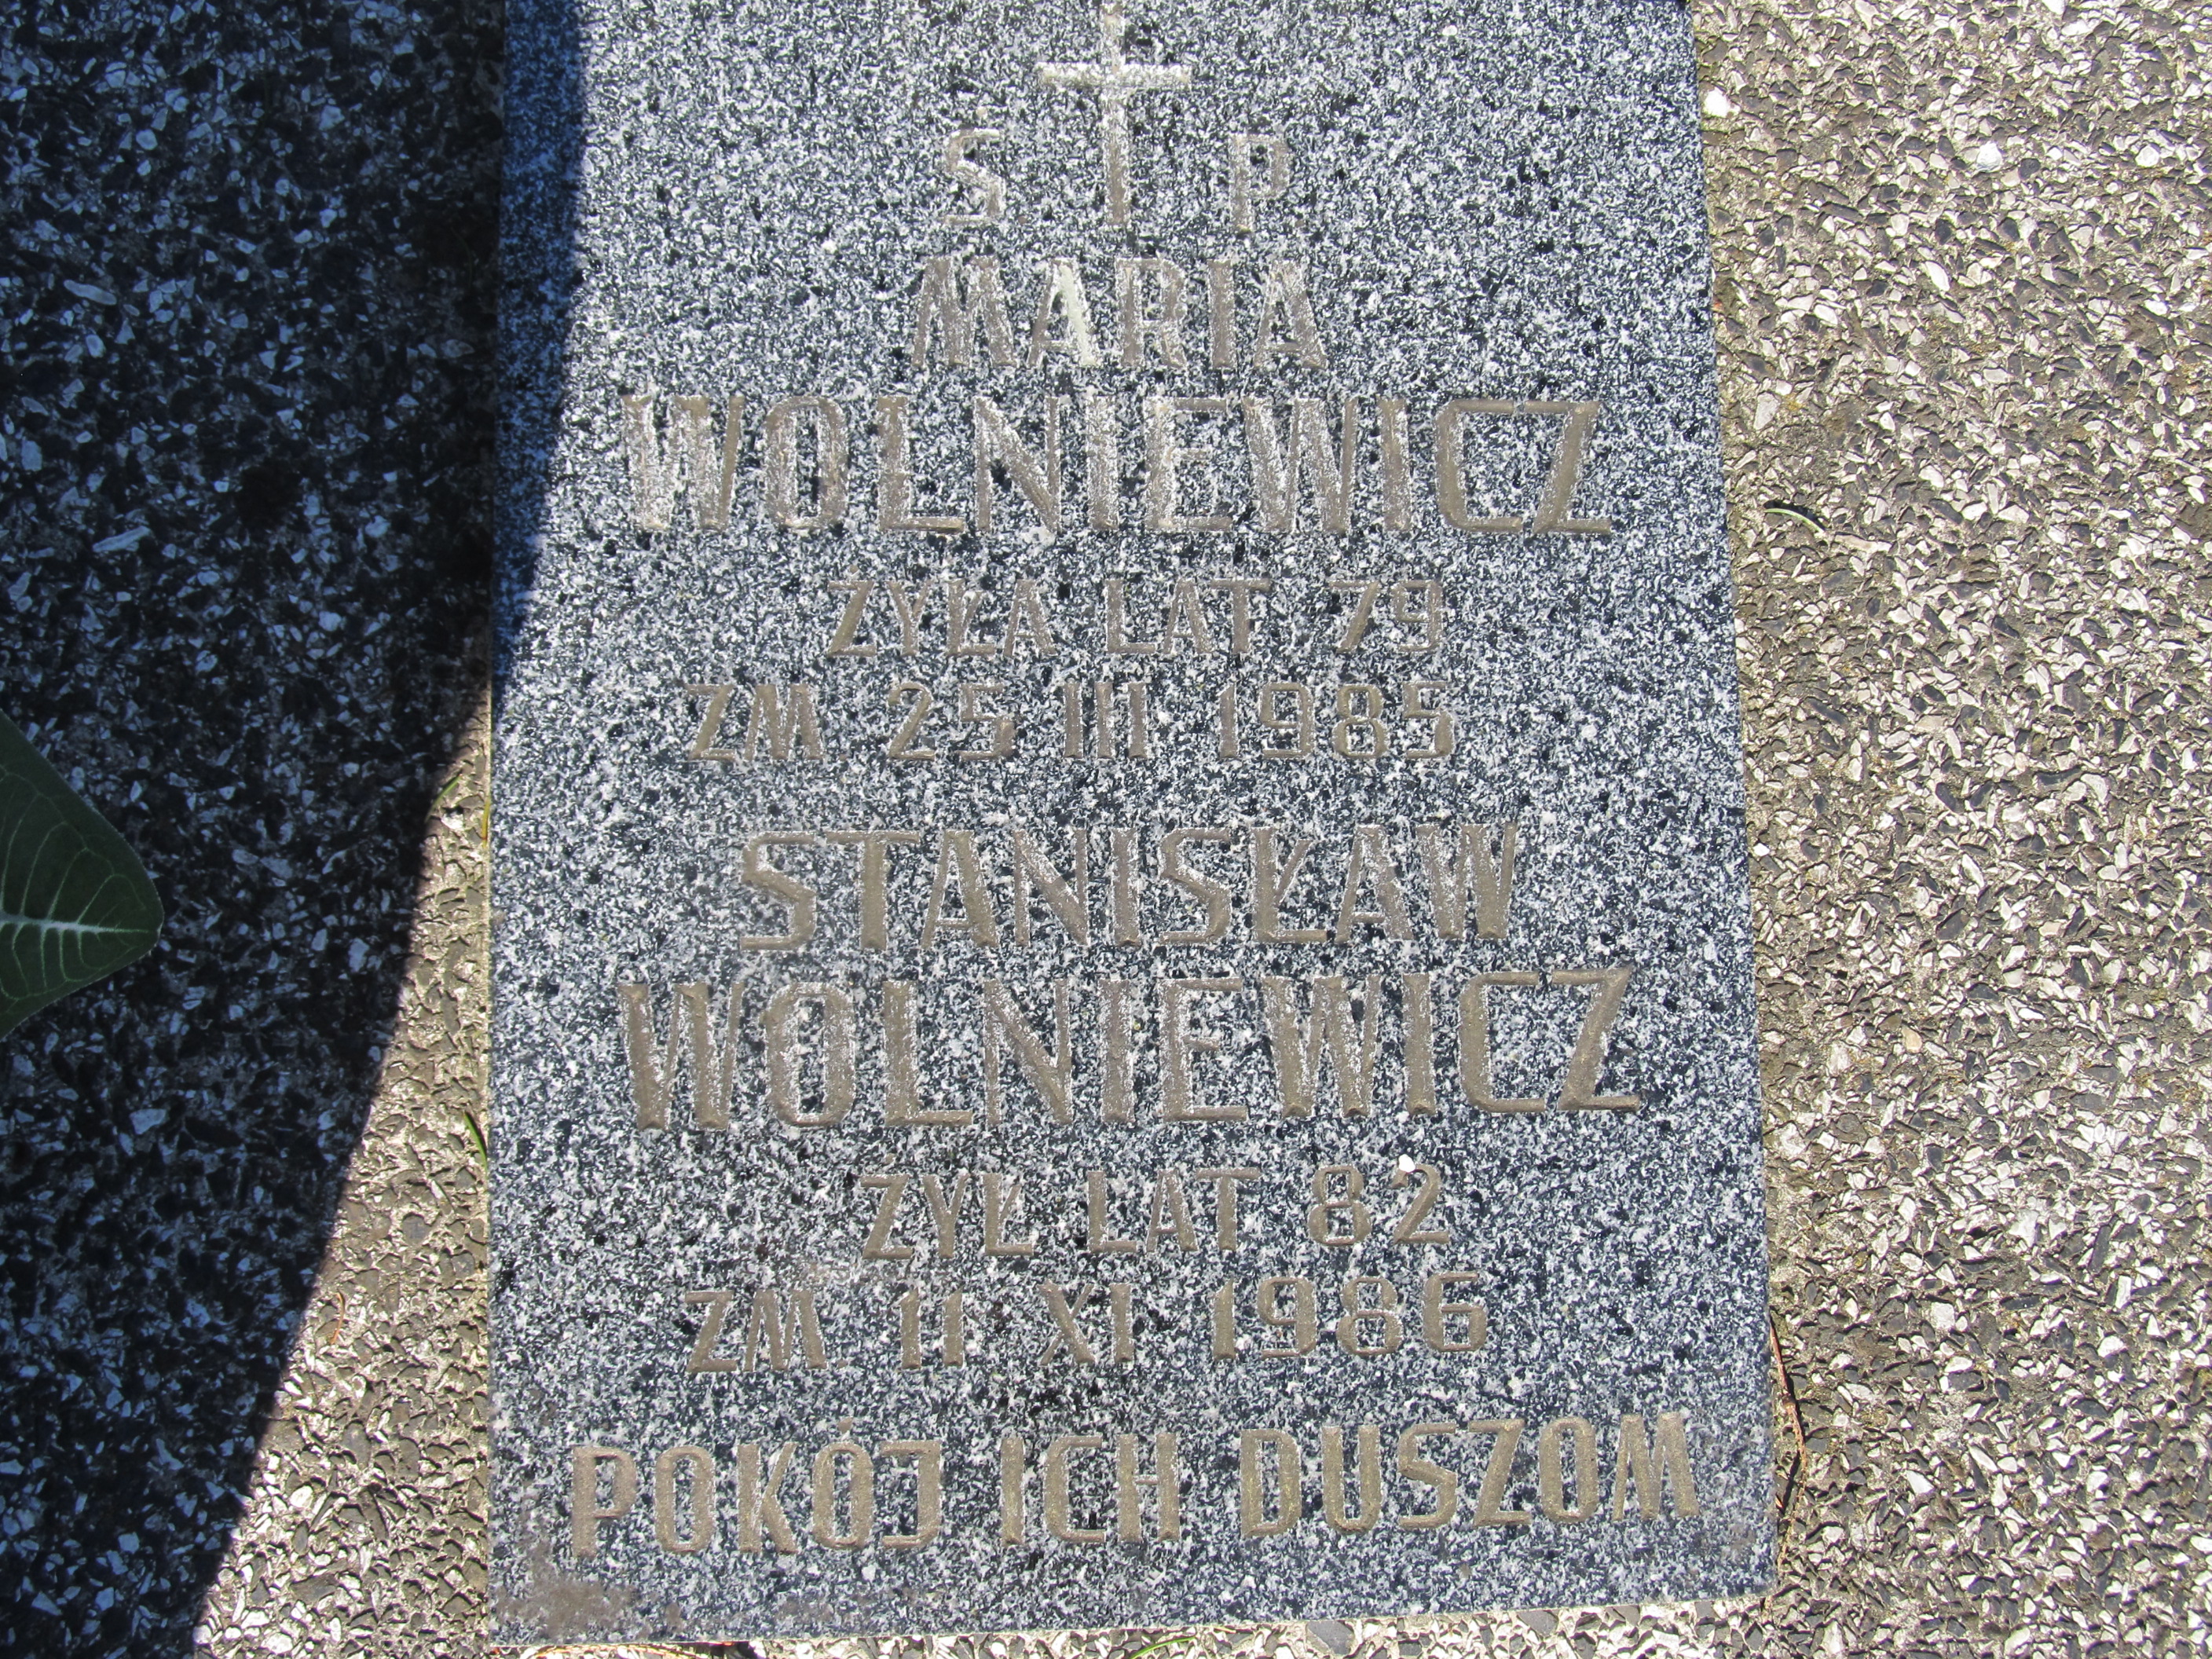 Ś P
MARIA
WOLNIEWICZ
ŻYŁA LAT 79
ZM 25 III 1985
STANISŁAW
WOLNIEWICZ
ŻYŁ LAT 82
ZM 11 XI 1986
POKÓJ ICH DUSZOM